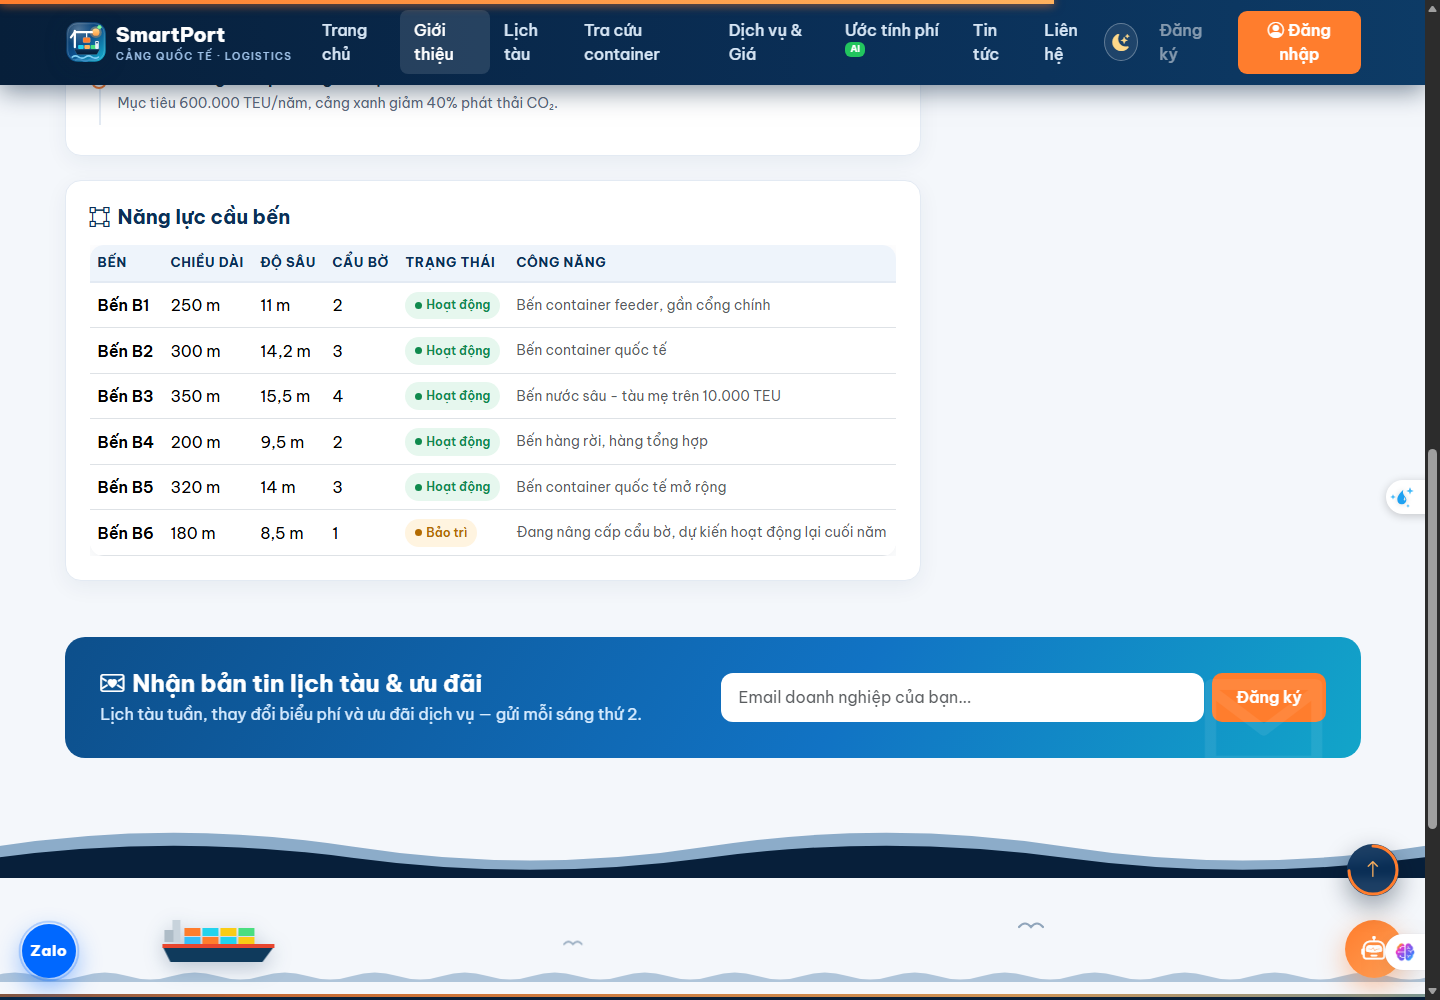 SmartPort
CẢNG QUỐC TẾ · LOGISTICS
Trang chủ
Giới thiệu
Lịch tàu
Tra cứu container
Dịch vụ & Giá
Ước tính phí AI
Tin tức
Liên hệ
Đăng ký
Đăng nhập
Mục tiêu 600.000 TEU/năm, cảng xanh giảm 40% phát thải CO₂.
Năng lực cầu bến
BẾN CHIỀU DÀI ĐỘ SÂU CẨU BỜ TRẠNG THÁI CÔNG NĂNG
Bến B1 250 m 11 m 2 Hoạt động Bến container feeder, gần cổng chính
Bến B2 300 m 14,2 m 3 Hoạt động Bến container quốc tế
Bến B3 350 m 15,5 m 4 Hoạt động Bến nước sâu - tàu mẹ trên 10.000 TEU
Bến B4 200 m 9,5 m 2 Hoạt động Bến hàng rời, hàng tổng hợp
Bến B5 320 m 14 m 3 Hoạt động Bến container quốc tế mở rộng
Bến B6 180 m 8,5 m 1 Bảo trì Đang nâng cấp cẩu bờ, dự kiến hoạt động lại cuối năm
Nhận bản tin lịch tàu & ưu đãi
Lịch tàu tuần, thay đổi biểu phí và ưu đãi dịch vụ — gửi mỗi sáng thứ 2.
Email doanh nghiệp của bạn...
Đăng ký
Zalo